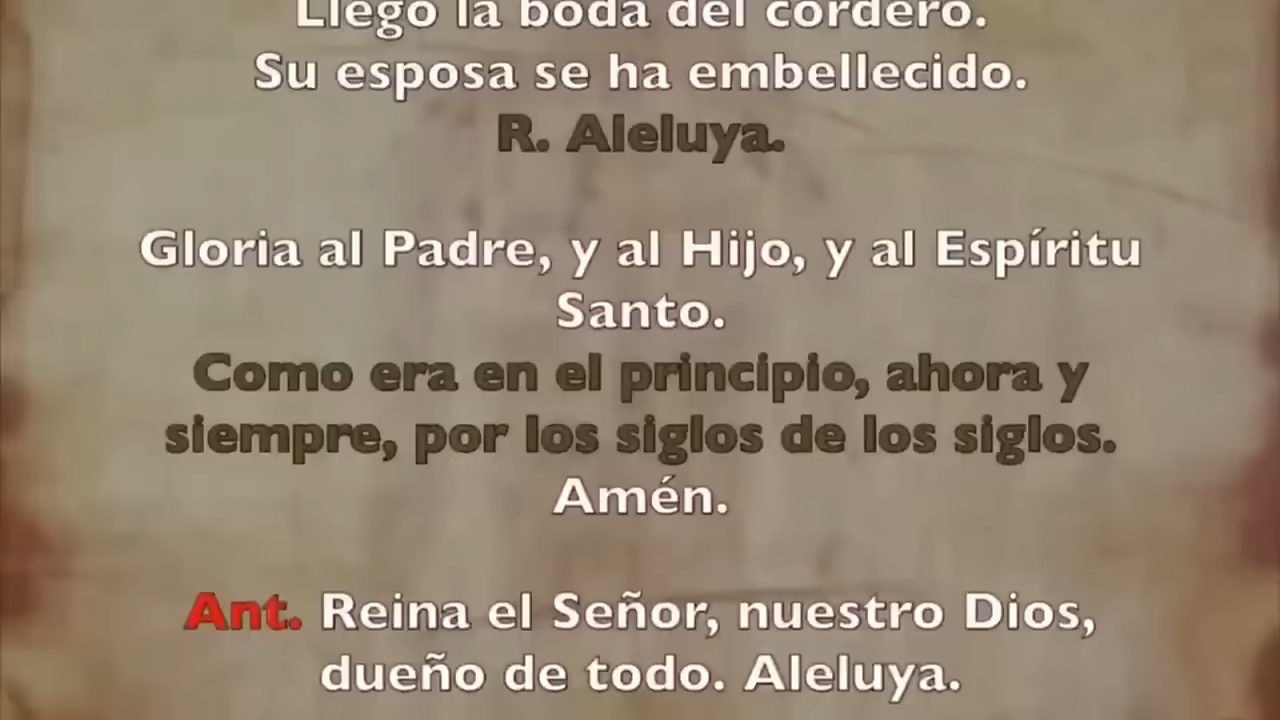 Llegó la boda del cordero.
Su esposa se ha embellecido.
R. Aleluya.
Gloria al Padre, y al Hijo, y al Espíritu
Santo.
Como era en el principio, ahora y
siempre, por los siglos de los siglos.
Amén.
Ant. Reina el Señor, nuestro Dios,
dueño de todo. Aleluya.